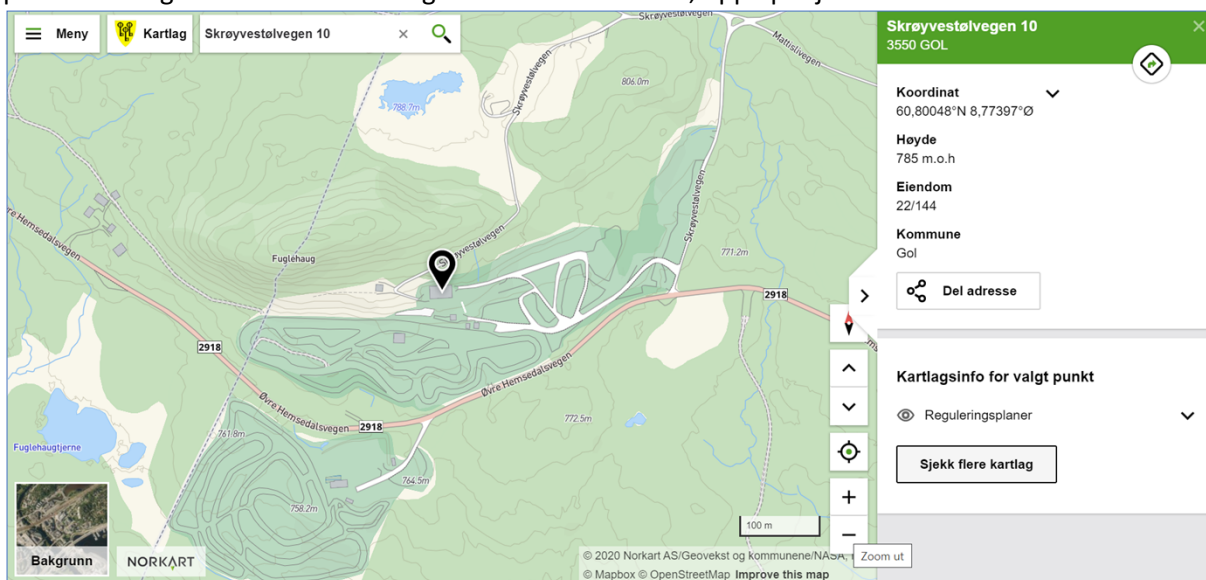 Meny
Kartlag
Skrøyvestølvegen 10
Skrøyvestølvegen
Mattislivegen
Skrøyvestølvegen
806.0m
788.7m
Skrøyvestølvegen
Øvre Hemsedalsvegen
Fuglehaug
771.2m
2918
2918
Øvre Hemsedalsvegen
Øvre Hemsedalsvegen
2918
772.5m
761.8m
Fuglehaugtjerne
764.5m
758.2m
100 m
Bakgrunn
NORKART
© 2020 Norkart AS/Geovekst og kommunene/NASA,
Zoom ut
© Mapbox © OpenStreetMap Improve this map
Skrøyvestølvegen 10
3550 GOL
Koordinat
60,80048°N 8,77397°Ø
Høyde
785 m.o.h
Eiendom
22/144
Kommune
Gol
Del adresse
Kartlagsinfo for valgt punkt
Reguleringsplaner
Sjekk flere kartlag